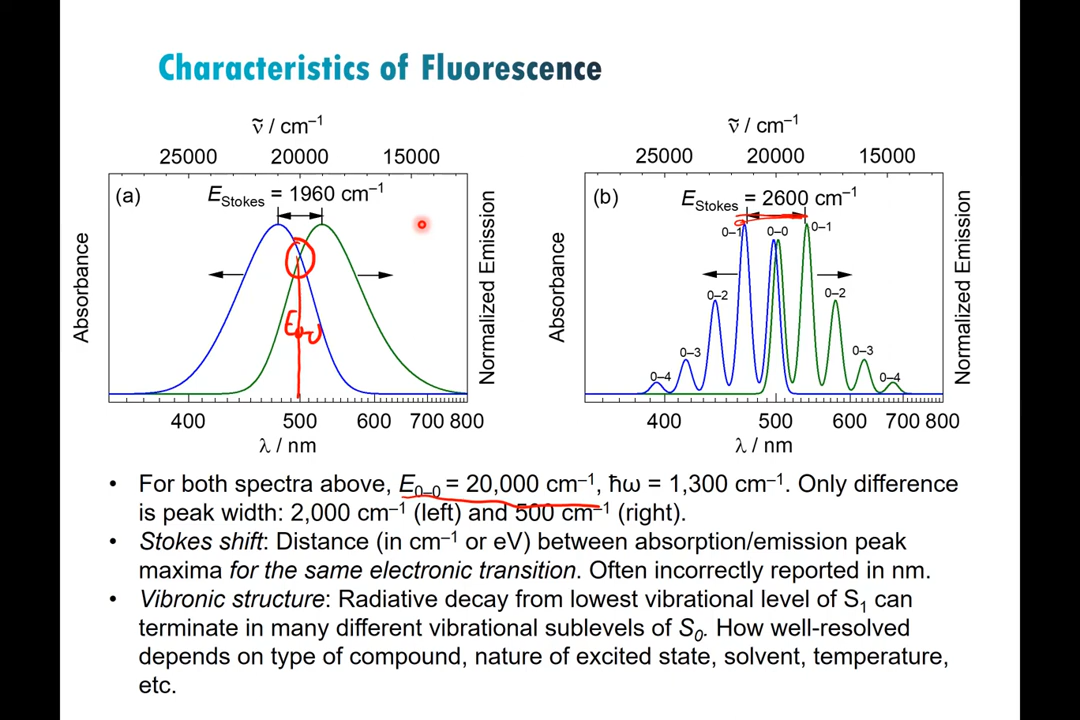 Characteristics of Fluorescence
ṽ / cm⁻¹
25000 20000 15000
(a)
E_Stokes = 1960 cm⁻¹
Absorbance
Normalized Emission
E₀₋₀
400 500 600 700 800
λ / nm
ṽ / cm⁻¹
25000 20000 15000
(b)
E_Stokes = 2600 cm⁻¹
Absorbance
Normalized Emission
0–1 0–0 0–1
0–2 0–2
0–3 0–3
0–4 0–4
400 500 600 700 800
λ / nm
• For both spectra above, E₀₋₀ = 20,000 cm⁻¹, ħω = 1,300 cm⁻¹. Only difference
is peak width: 2,000 cm⁻¹ (left) and 500 cm⁻¹ (right).
• Stokes shift: Distance (in cm⁻¹ or eV) between absorption/emission peak
maxima for the same electronic transition. Often incorrectly reported in nm.
• Vibronic structure: Radiative decay from lowest vibrational level of S₁ can
terminate in many different vibrational sublevels of S₀. How well-resolved
depends on type of compound, nature of excited state, solvent, temperature,
etc.